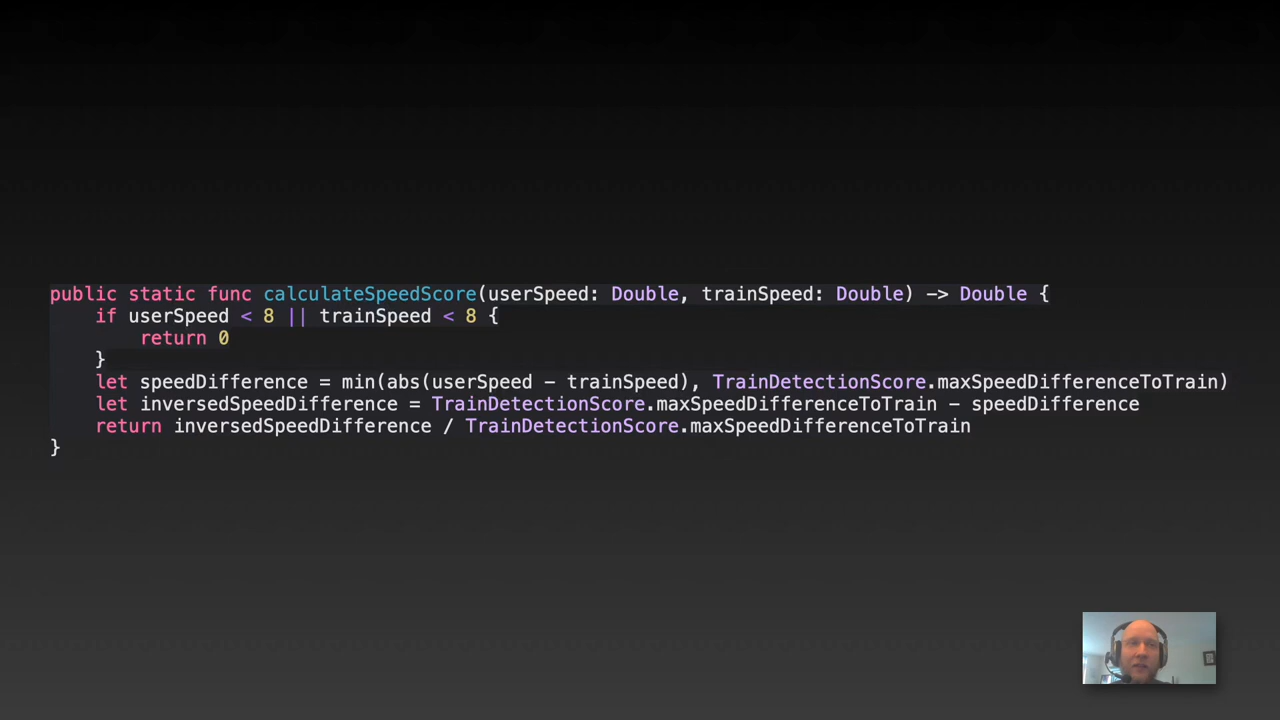 public static func calculateSpeedScore(userSpeed: Double, trainSpeed: Double) -> Double {
    if userSpeed < 8 || trainSpeed < 8 {
        return 0
    }
    let speedDifference = min(abs(userSpeed - trainSpeed), TrainDetectionScore.maxSpeedDifferenceToTrain)
    let inversedSpeedDifference = TrainDetectionScore.maxSpeedDifferenceToTrain - speedDifference
    return inversedSpeedDifference / TrainDetectionScore.maxSpeedDifferenceToTrain
}